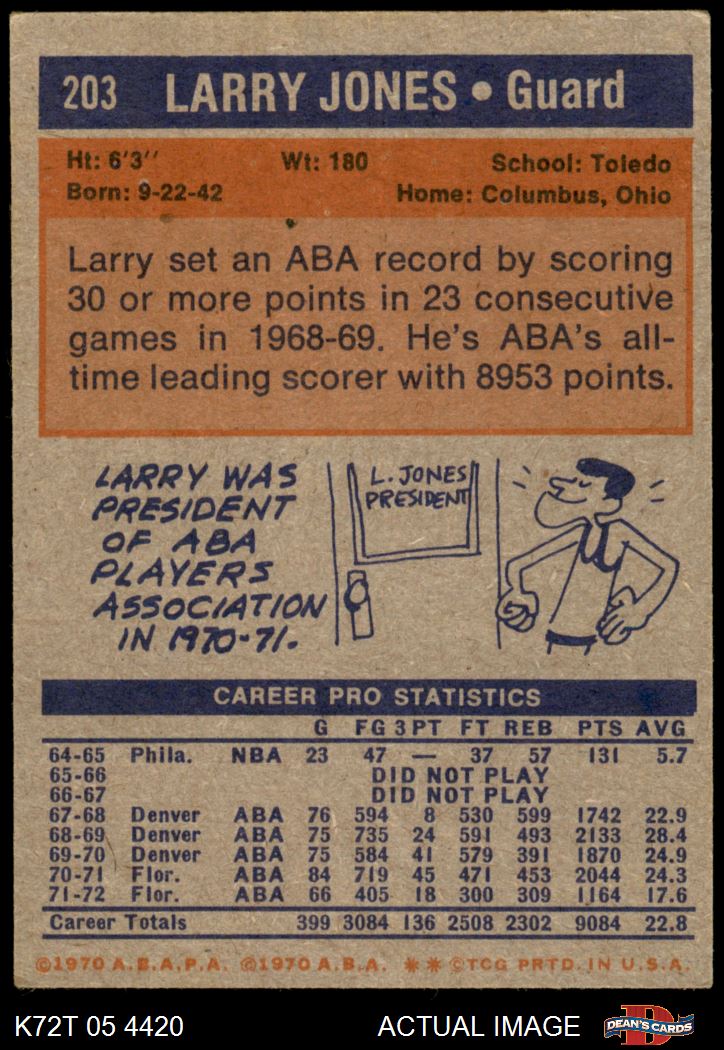 203 LARRY JONES • Guard
Ht: 6'3'' Wt: 180 School: Toledo
Born: 9-22-42 Home: Columbus, Ohio
Larry set an ABA record by scoring
30 or more points in 23 consecutive
games in 1968-69. He's ABA's all-
time leading scorer with 8953 points.
LARRY WAS
PRESIDENT
OF ABA
PLAYERS
ASSOCIATION
IN 1970-71.
L. JONES
PRESIDENT
CAREER PRO STATISTICS
G FG 3PT FT REB PTS AVG
64-65 Phila. NBA 23 47 — 37 57 131 5.7
65-66 DID NOT PLAY
66-67 DID NOT PLAY
67-68 Denver ABA 76 594 8 530 599 1742 22.9
68-69 Denver ABA 75 735 24 591 493 2133 28.4
69-70 Denver ABA 75 584 41 579 391 1870 24.9
70-71 Flor. ABA 84 719 45 471 453 2044 24.3
71-72 Flor. ABA 66 405 18 300 309 1164 17.6
Career Totals 399 3084 136 2508 2302 9084 22.8
©1970 A.B.A.P.A. ©1970 A.B.A. ** ©TCG PRTD. IN U.S.A.
K72T 05 4420 ACTUAL IMAGE DEAN'S CARDS